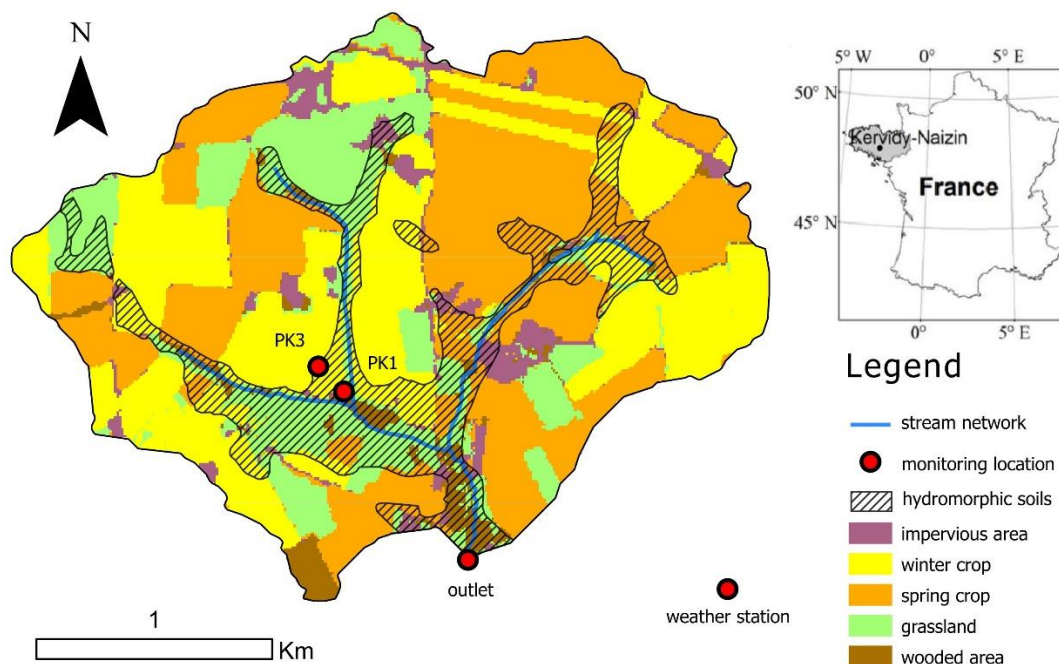 N
PK3
PK1
outlet
weather station
1
Km
5° W
0°
5° E
50° N
Kervidy-Naizin
France
45° N
0°
5° E
Legend
stream network
monitoring location
hydromorphic soils
impervious area
winter crop
spring crop
grassland
wooded area